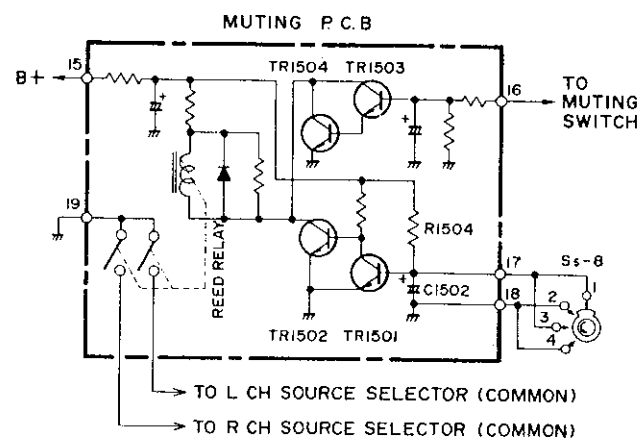 MUTING P.C.B
15
B+
TR1504 TR1503
16
TO
MUTING
SWITCH
+
+
19
REED RELAY
R1504
17
Ss-8
+
C1502
18
1
2
3
4
TR1502 TR1501
TO L CH SOURCE SELECTOR (COMMON)
TO R CH SOURCE SELECTOR (COMMON)